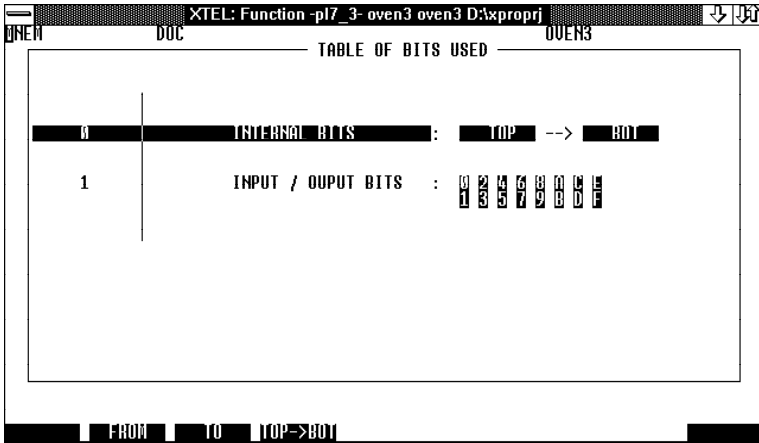 XTEL: Function -pl7_3- oven3 oven3 D:\xproprj
MNEM DOC OVEN3
TABLE OF BITS USED
0 INTERNAL BITS : TOP --> BOT
1 INPUT / OUPUT BITS : 0 2 4 6 8 A C E
1 3 5 7 9 B D F
FROM TO TOP->BOT